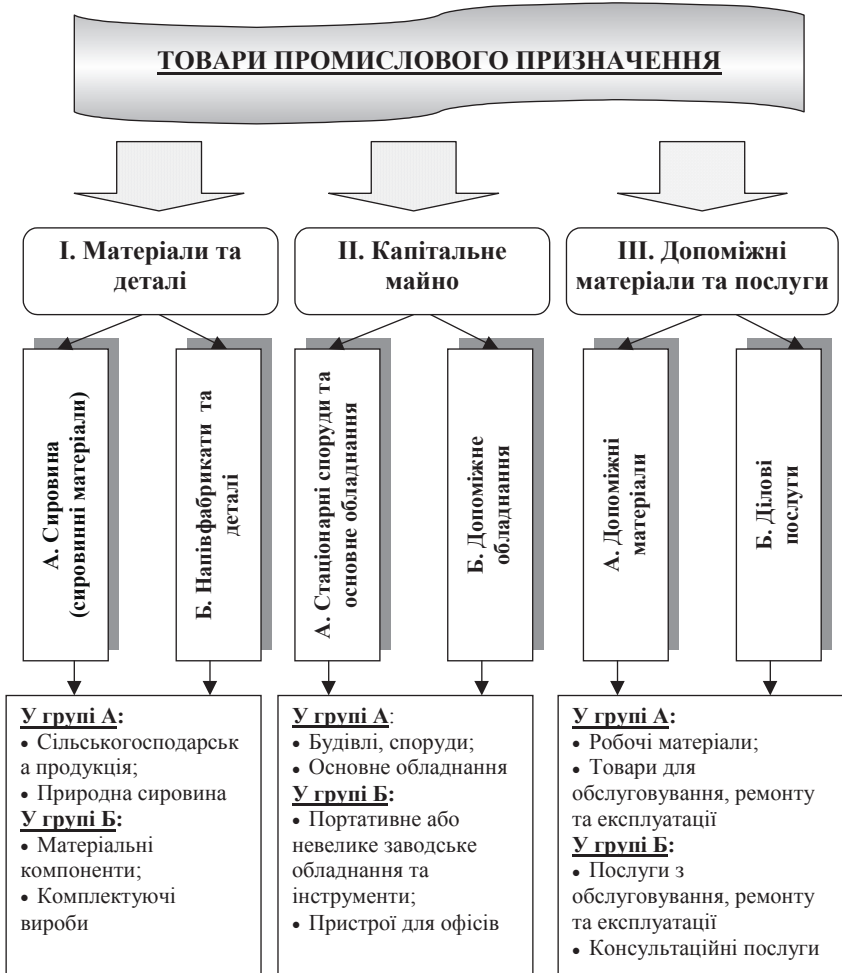 ТОВАРИ ПРОМИСЛОВОГО ПРИЗНАЧЕННЯ
І. Матеріали та
деталі
ІІ. Капітальне
майно
ІІІ. Допоміжні
матеріали та послуги
А. Сировина
(сировинні матеріали)
Б. Напівфабрикати та
деталі
А. Стаціонарні споруди та
основне обладнання
Б. Допоміжне
обладнання
А. Допоміжні
матеріали
Б. Ділові
послуги
У групі А:
• Сільськогосподарськ
а продукція;
• Природна сировина
У групі Б:
• Матеріальні
компоненти;
• Комплектуючі
вироби
У групі А:
• Будівлі, споруди;
• Основне обладнання
У групі Б:
• Портативне або
невелике заводське
обладнання та
інструменти;
• Пристрої для офісів
У групі А:
• Робочі матеріали;
• Товари для
обслуговування, ремонту
та експлуатації
У групі Б:
• Послуги з
обслуговування, ремонту
та експлуатації
• Консультаційні послуги